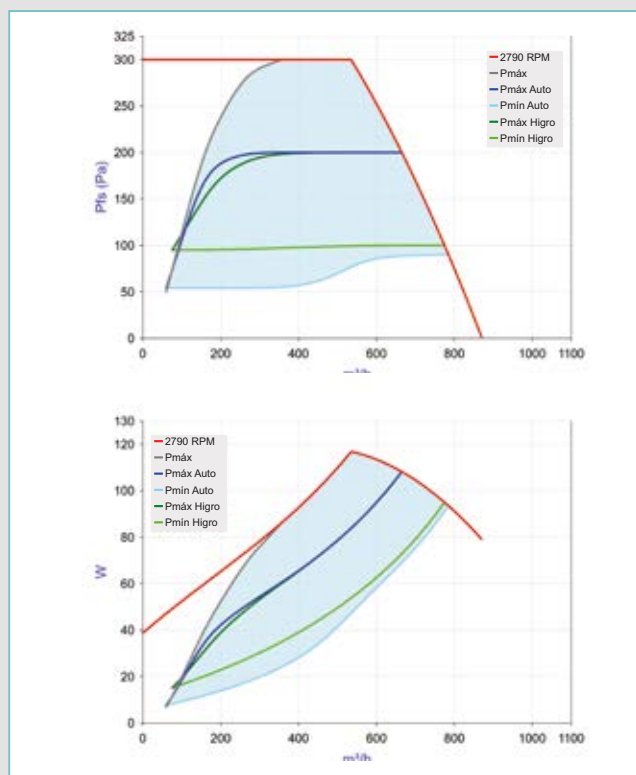 325
300
250
200
150
100
50
0
Pfs (Pa)
0 200 400 600 800 1000 1100
m³/h
2790 RPM
Pmáx
Pmáx Auto
Pmín Auto
Pmáx Higro
Pmín Higro
130
120
100
80
60
40
20
0
W
2790 RPM
Pmáx
Pmáx Auto
Pmín Auto
Pmáx Higro
Pmín Higro
0 200 400 600 800 1000 1100
m³/h